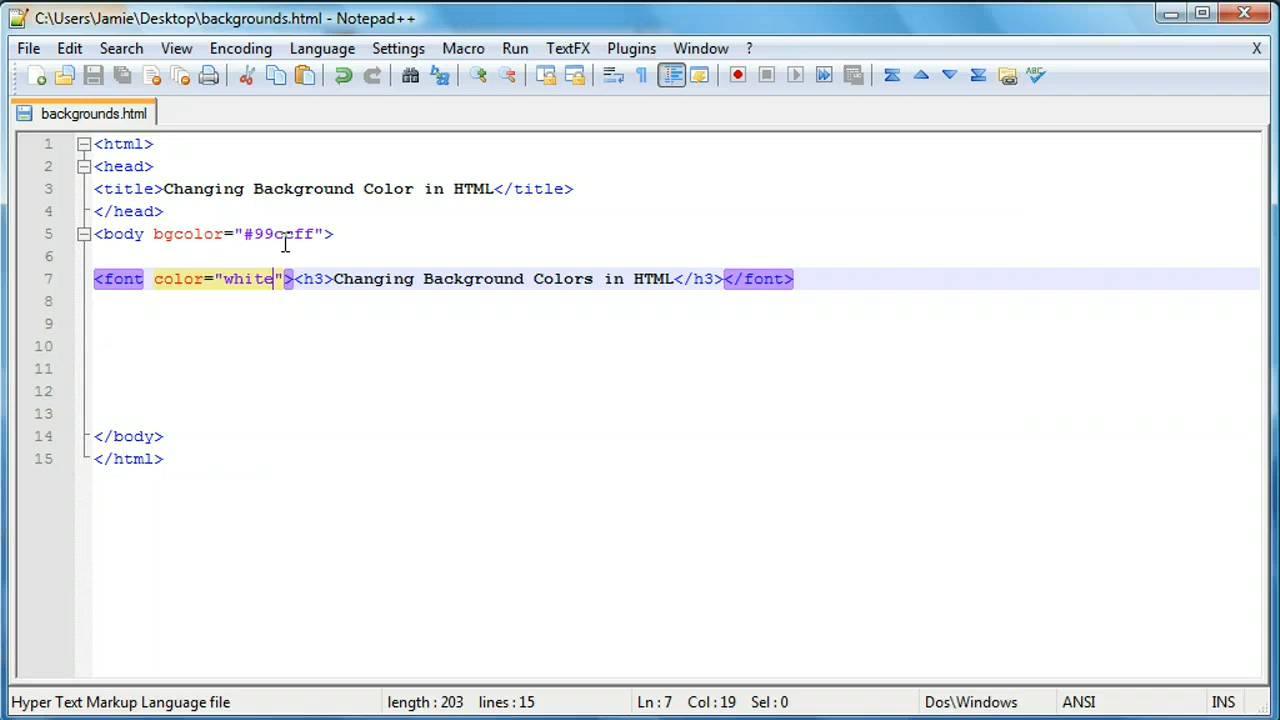 C:\Users\Jamie\Desktop\backgrounds.html - Notepad++
File Edit Search View Encoding Language Settings Macro Run TextFX Plugins Window ? X
backgrounds.html
1 <html>
2 <head>
3 <title>Changing Background Color in HTML</title>
4 </head>
5 <body bgcolor="#99ccff">
6
7 <font color="white"><h3>Changing Background Colors in HTML</h3></font>
8
9
10
11
12
13
14 </body>
15 </html>
Hyper Text Markup Language file length : 203 lines : 15 Ln : 7 Col : 19 Sel : 0 Dos\Windows ANSI INS